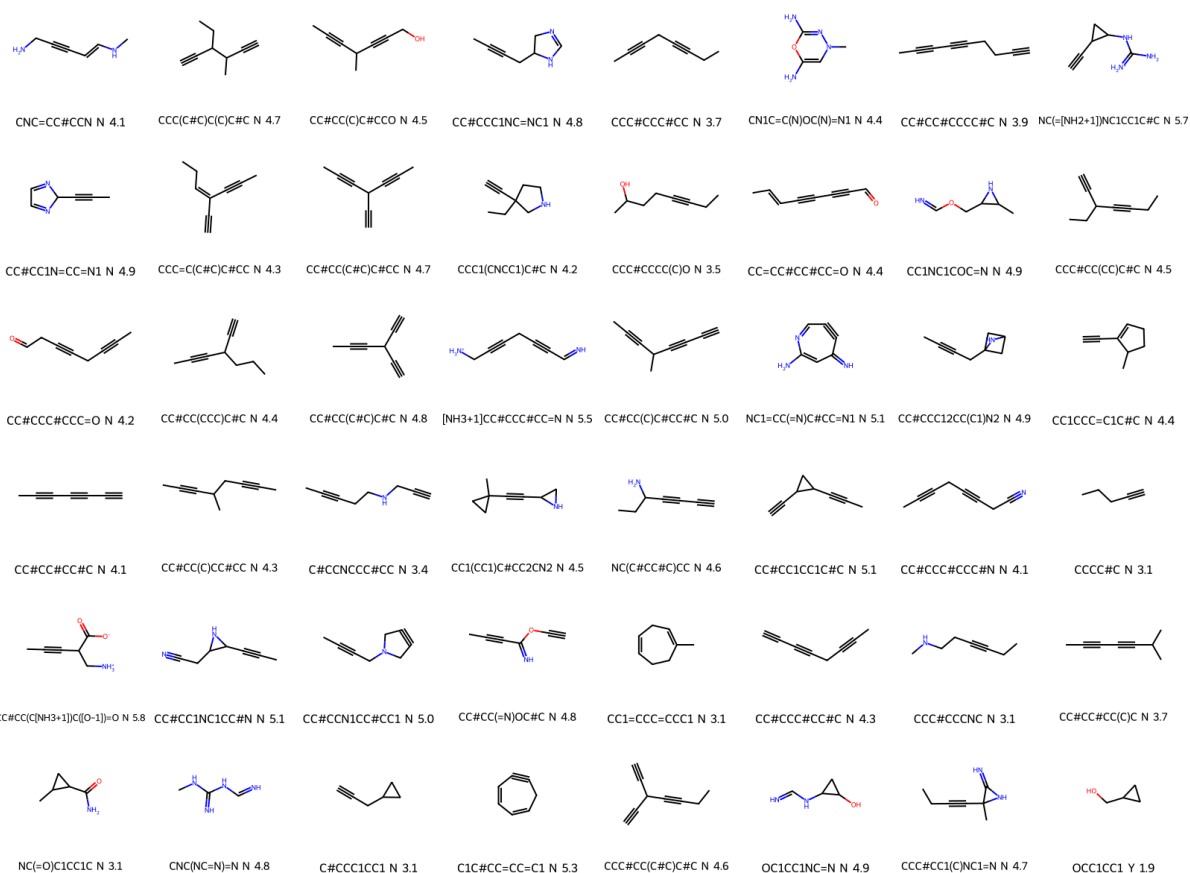 CNC=CC#CCN N 4.1
CCC(C#C)C(C)C#C N 4.7
CC#CC(C)C#CCO N 4.5
CC#CCC1NC=NC1 N 4.8
CCC#CCC#CC N 3.7
CN1C=C(N)OC(N)=N1 N 4.4
CC#CC#CCCC#C N 3.9
NC(=[NH2+1])NC1CC1C#C N 5.7
CC#CC1N=CC=N1 N 4.9
CCC=C(C#C)C#CC N 4.3
CC#CC(C#C)C#CC N 4.7
CCC1(CNCC1)C#C N 4.2
CCC#CCCC(C)O N 3.5
CC=CC#CC#CC=O N 4.4
CC1NC1COC=N N 4.9
CCC#CC(CC)C#C N 4.5
CC#CCC#CCC=O N 4.2
CC#CC(CCC)C#C N 4.4
CC#CC(C#C)C#C N 4.8
[NH3+1]CC#CCC#CC=N N 5.5
CC#CC(C)C#CC#C N 5.0
NC1=CC(=N)C#CC=N1 N 5.1
CC#CCC12CC(C1)N2 N 4.9
CC1CCC=C1C#C N 4.4
CC#CC#CC#C N 4.1
CC#CC(C)CC#CC N 4.3
C#CCNCCC#CC N 3.4
CC1(CC1)C#CC2CN2 N 4.5
NC(C#CC#C)CC N 4.6
CC#CC1CC1C#C N 5.1
CC#CCC#CCC#N N 4.1
CCCC#C N 3.1
CC#CC(C[NH3+1])C([O-1])=O N 5.8
CC#CC1NC1CC#N N 5.1
CC#CCN1CC#CC1 N 5.0
CC#CC(=N)OC#C N 4.8
CC1=CCC=CCC1 N 3.1
CC#CCC#CC#C N 4.3
CCC#CCCNC N 3.1
CC#CC#CC(C)C N 3.7
NC(=O)C1CC1C N 3.1
CNC(NC=N)=N N 4.8
C#CCC1CC1 N 3.1
C1C#CC=CC=C1 N 5.3
CCC#CC(C#C)C#C N 4.6
OC1CC1NC=N N 4.9
CCC#CC1(C)NC1=N N 4.7
OCC1CC1 Y 1.9